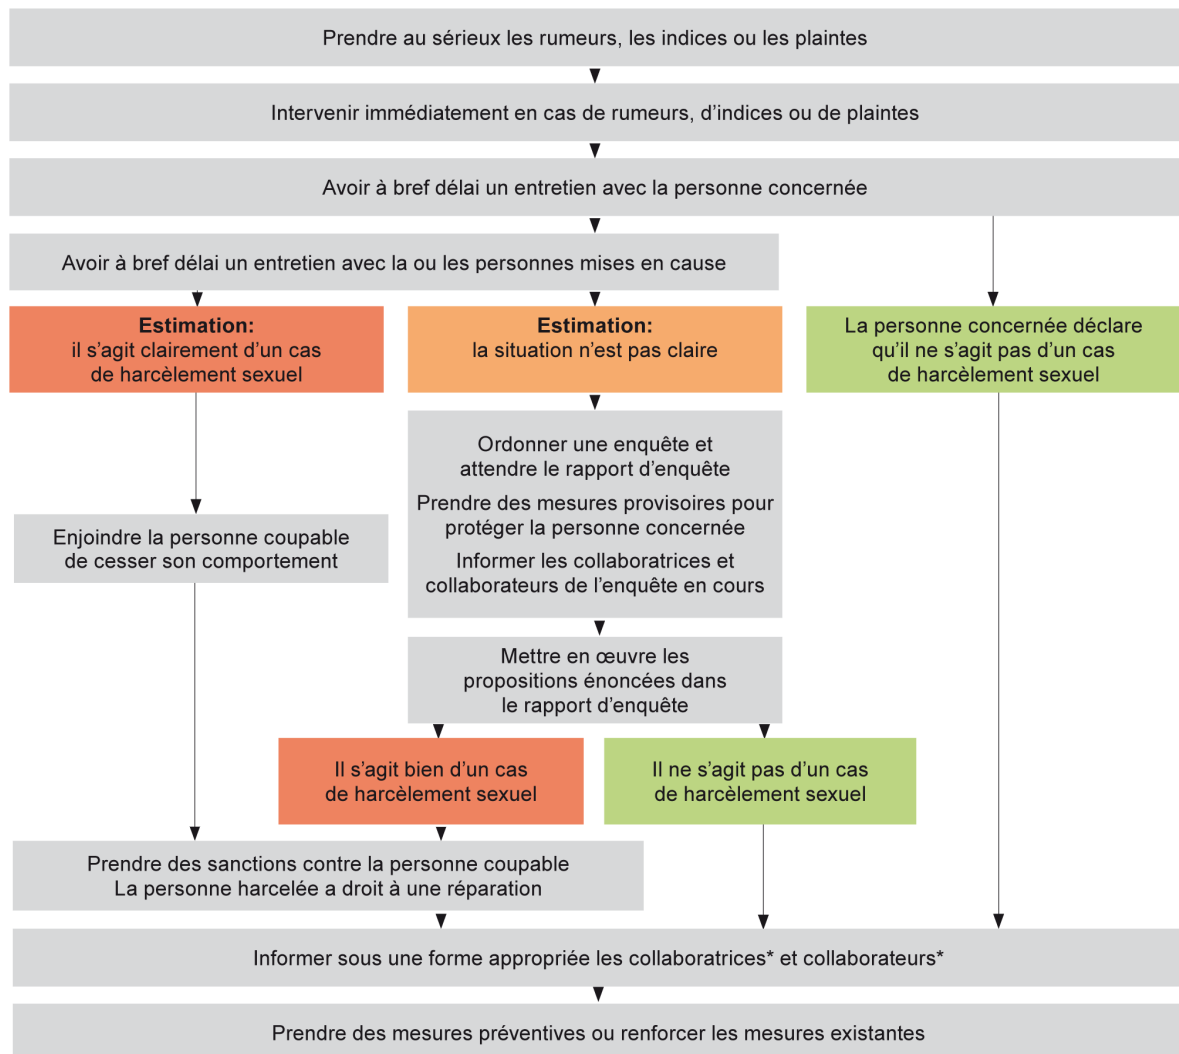 Prendre au sérieux les rumeurs, les indices ou les plaintes
Intervenir immédiatement en cas de rumeurs, d’indices ou de plaintes
Avoir à bref délai un entretien avec la personne concernée
Avoir à bref délai un entretien avec la ou les personnes mises en cause
Estimation:
il s’agit clairement d’un cas
de harcèlement sexuel
Estimation:
la situation n’est pas claire
La personne concernée déclare
qu’il ne s’agit pas d’un cas
de harcèlement sexuel
Ordonner une enquête et
attendre le rapport d’enquête
Prendre des mesures provisoires pour
protéger la personne concernée
Informer les collaboratrices et
collaborateurs de l’enquête en cours
Enjoindre la personne coupable
de cesser son comportement
Mettre en œuvre les
propositions énoncées dans
le rapport d’enquête
Il s’agit bien d’un cas
de harcèlement sexuel
Il ne s’agit pas d’un cas
de harcèlement sexuel
Prendre des sanctions contre la personne coupable
La personne harcelée a droit à une réparation
Informer sous une forme appropriée les collaboratrices* et collaborateurs*
Prendre des mesures préventives ou renforcer les mesures existantes